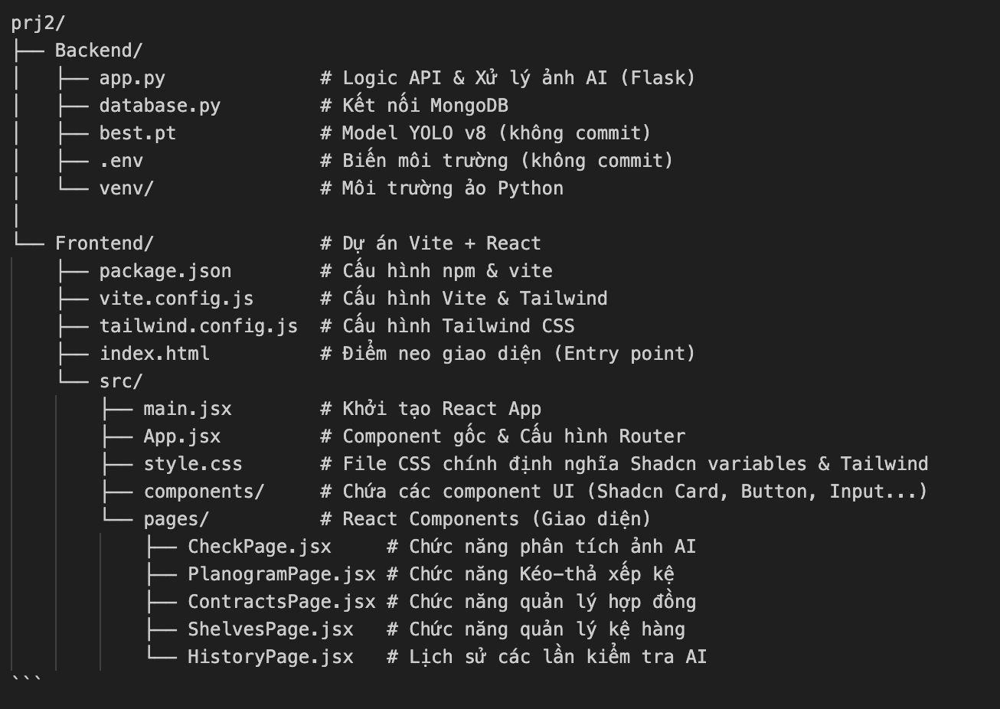 prj2/
├── Backend/
│   ├── app.py              # Logic API & Xử lý ảnh AI (Flask)
│   ├── database.py         # Kết nối MongoDB
│   ├── best.pt             # Model YOLO v8 (không commit)
│   ├── .env                # Biến môi trường (không commit)
│   └── venv/               # Môi trường ảo Python
│
└── Frontend/               # Dự án Vite + React
    ├── package.json        # Cấu hình npm & vite
    ├── vite.config.js      # Cấu hình Vite & Tailwind
    ├── tailwind.config.js  # Cấu hình Tailwind CSS
    ├── index.html          # Điểm neo giao diện (Entry point)
    └── src/
        ├── main.jsx        # Khởi tạo React App
        ├── App.jsx         # Component gốc & Cấu hình Router
        ├── style.css       # File CSS chính định nghĩa Shadcn variables & Tailwind
        ├── components/     # Chứa các component UI (Shadcn Card, Button, Input...)
        └── pages/          # React Components (Giao diện)
            ├── CheckPage.jsx     # Chức năng phân tích ảnh AI
            ├── PlanogramPage.jsx # Chức năng Kéo-thả xếp kệ
            ├── ContractsPage.jsx # Chức năng quản lý hợp đồng
            ├── ShelvesPage.jsx   # Chức năng quản lý kệ hàng
            └── HistoryPage.jsx   # Lịch sử các lần kiểm tra AI
```